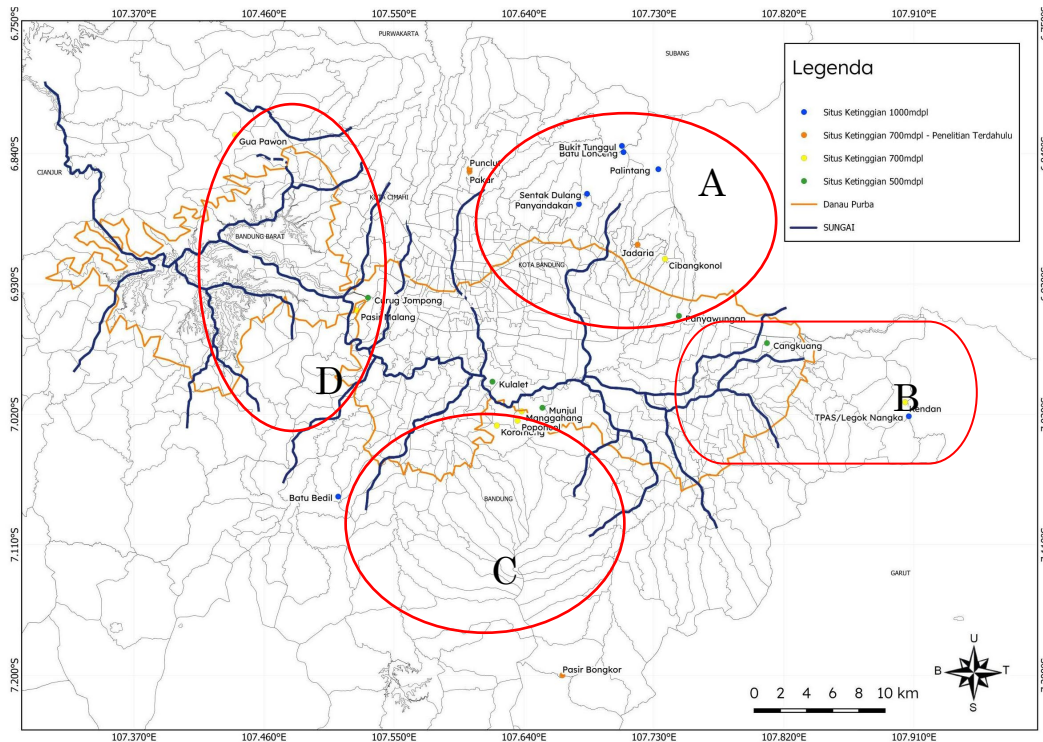 107.370°E 107.460°E 107.550°E 107.640°E 107.730°E 107.820°E 107.910°E
6.750°S
PURWAKARTA
SUBANG
Legenda
Situs Ketinggian 1000mdpl
Situs Ketinggian 700mdpl - Penelitian Terdahulu
Situs Ketinggian 700mdpl
Situs Ketinggian 500mdpl
Danau Purba
SUNGAI
Gua Pawon
6.840°S
CIANJUR
Bukit Tunggul
Batu Lonceng
Punclut
Pakar
Palintang
A
KOTA CIMAHI
Sentak Dulang
Panyandakan
BANDUNG BARAT
Jadaria
KOTA BANDUNG
Cibangkonol
6.930°S
Curug Jompong
Pasir Malang
Panyawungan
Cangkuang
D
Kulalet
B
Kendan
Munjul
Manggahang
TPAS/Legok Nangka
7.020°S
Koromong
Batu Bedil
BANDUNG
7.110°S
C
GARUT
Pasir Bongkor
7.200°S
U
B T
S
0 2 4 6 8 10 km
107.370°E 107.460°E 107.550°E 107.640°E 107.730°E 107.820°E 107.910°E